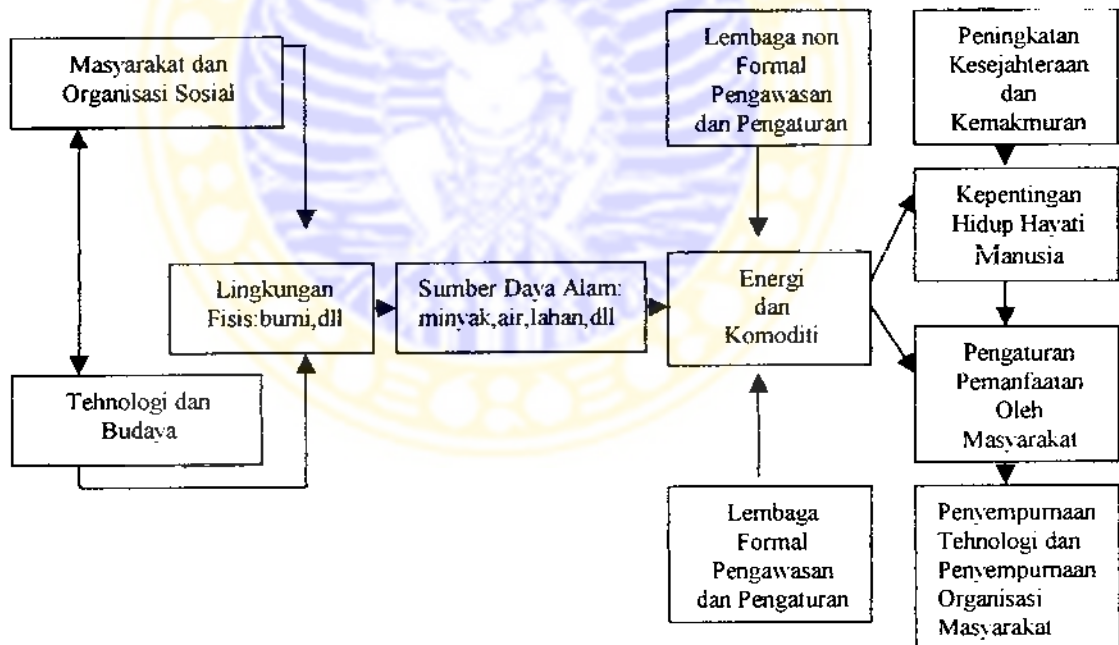 Masyarakat dan
Organisasi Sosial
Lembaga non
Formal
Pengawasan
dan Pengaturan
Peningkatan
Kesejahteraan
dan
Kemakmuran
Kepentingan
Hidup Hayati
Manusia
Lingkungan
Fisis:bumi,dll
Sumber Daya Alam:
minyak,air,lahan,dll
Energi
dan
Komoditi
Pengaturan
Pemanfaatan
Oleh
Masyarakat
Tehnologi dan
Budaya
Lembaga
Formal
Pengawasan
dan Pengaturan
Penyempurnaan
Tehnologi dan
Penyempurnaan
Organisasi
Masyarakat